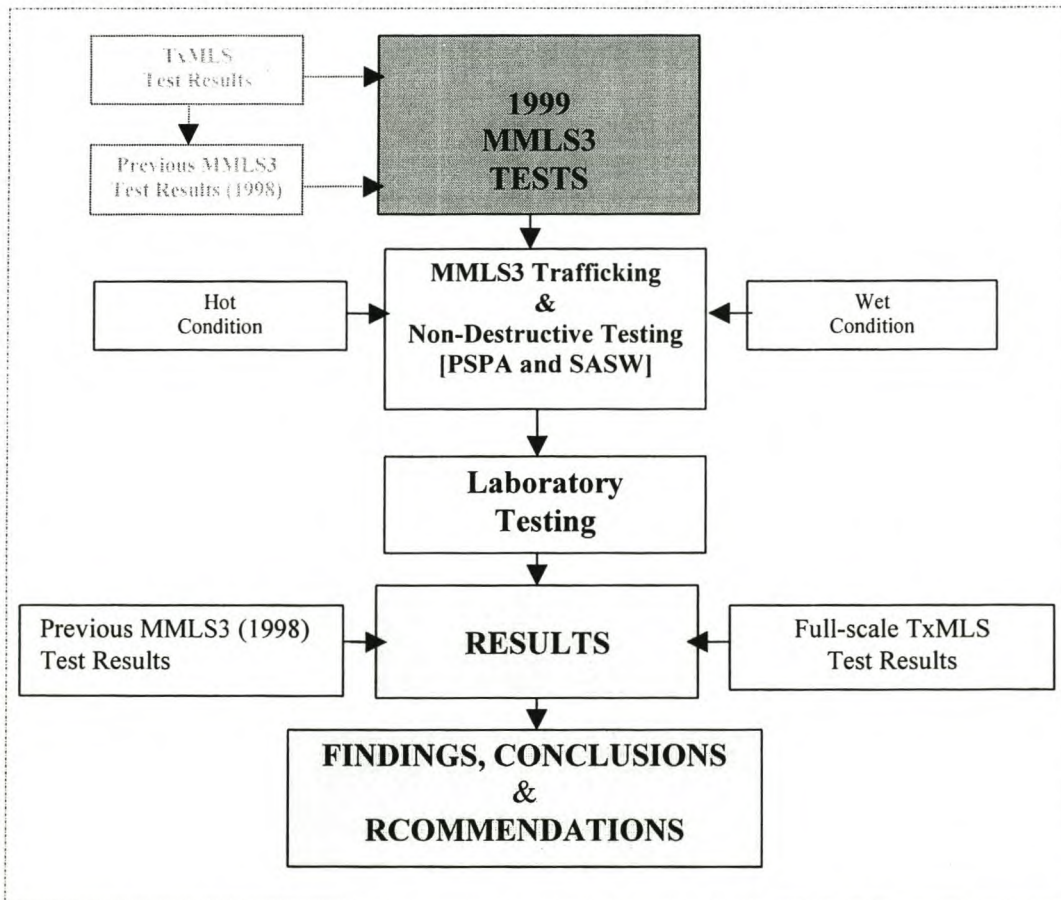 TxMLS
Test Results
Previous MMLS3
Test Results (1998)
1999
MMLS3
TESTS
MMLS3 Trafficking
&
Non-Destructive Testing
[PSPA and SASW]
Hot
Condition
Wet
Condition
Laboratory
Testing
Previous MMLS3 (1998)
Test Results
RESULTS
Full-scale TxMLS
Test Results
FINDINGS, CONCLUSIONS
&
RCOMMENDATIONS